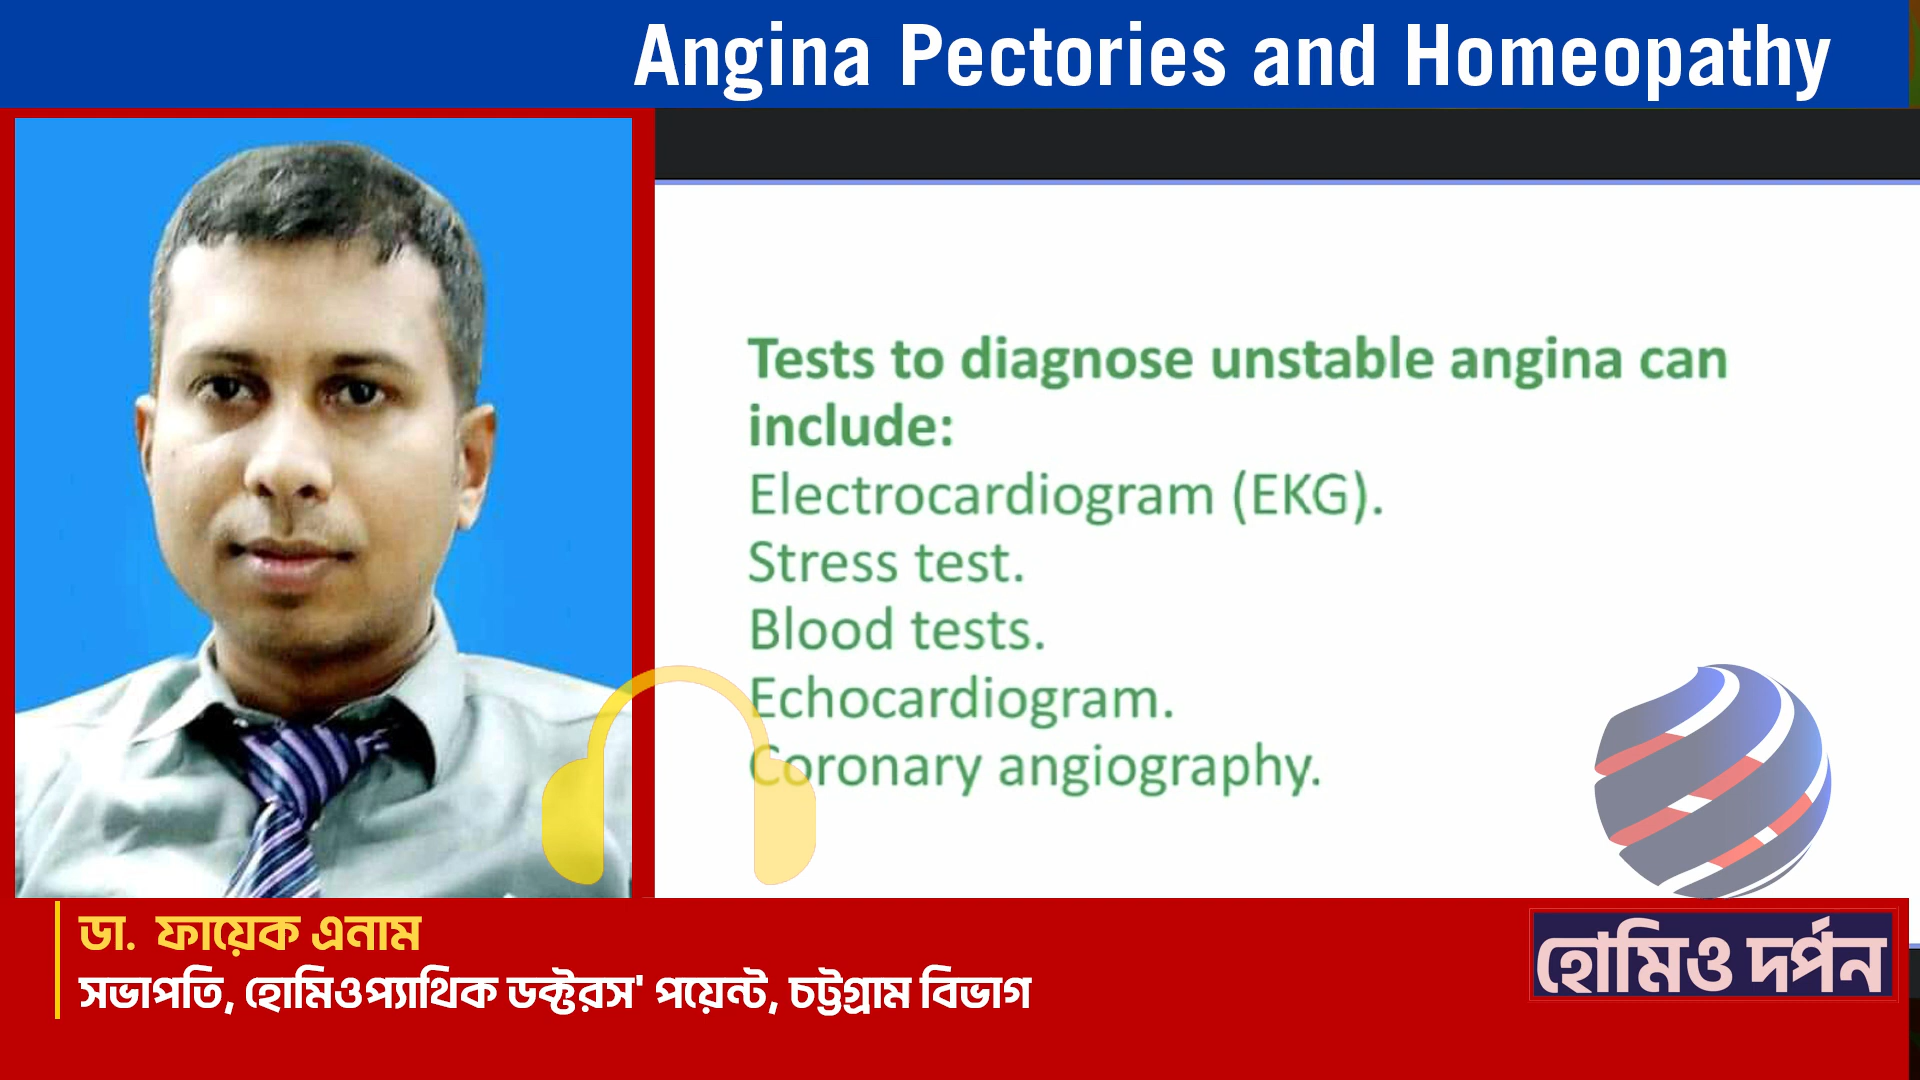 Angina Pectories and Homeopathy
Tests to diagnose unstable angina can
include:
Electrocardiogram (EKG).
Stress test.
Blood tests.
Echocardiogram.
Coronary angiography.
ডা. ফায়েক এনাম
সভাপতি, হোমিওপ্যাথিক ডক্টরস' পয়েন্ট, চট্টগ্রাম বিভাগ
হোমিও দর্পন